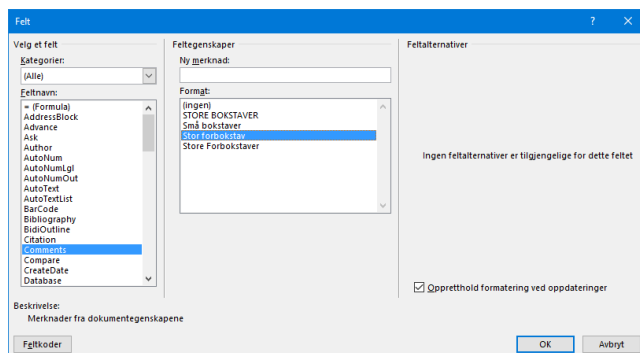 Felt
Velg et felt
Kategorier:
(Alle)
Feltnavn:
= (Formula)
AddressBlock
Advance
Ask
Author
AutoNum
AutoNumLgl
AutoNumOut
AutoText
AutoTextList
BarCode
Bibliography
BidiOutline
Citation
Comments
Compare
CreateDate
Database
Feltegenskaper
Ny merknad:
Format:
(ingen)
STORE BOKSTAVER
Små bokstaver
Stor forbokstav
Store Forbokstaver
Feltalternativer
Ingen feltalternativer er tilgjengelige for dette feltet
Oppretthold formatering ved oppdateringer
Beskrivelse:
Merknader fra dokumentegenskapene
Feltkoder
OK
Avbryt